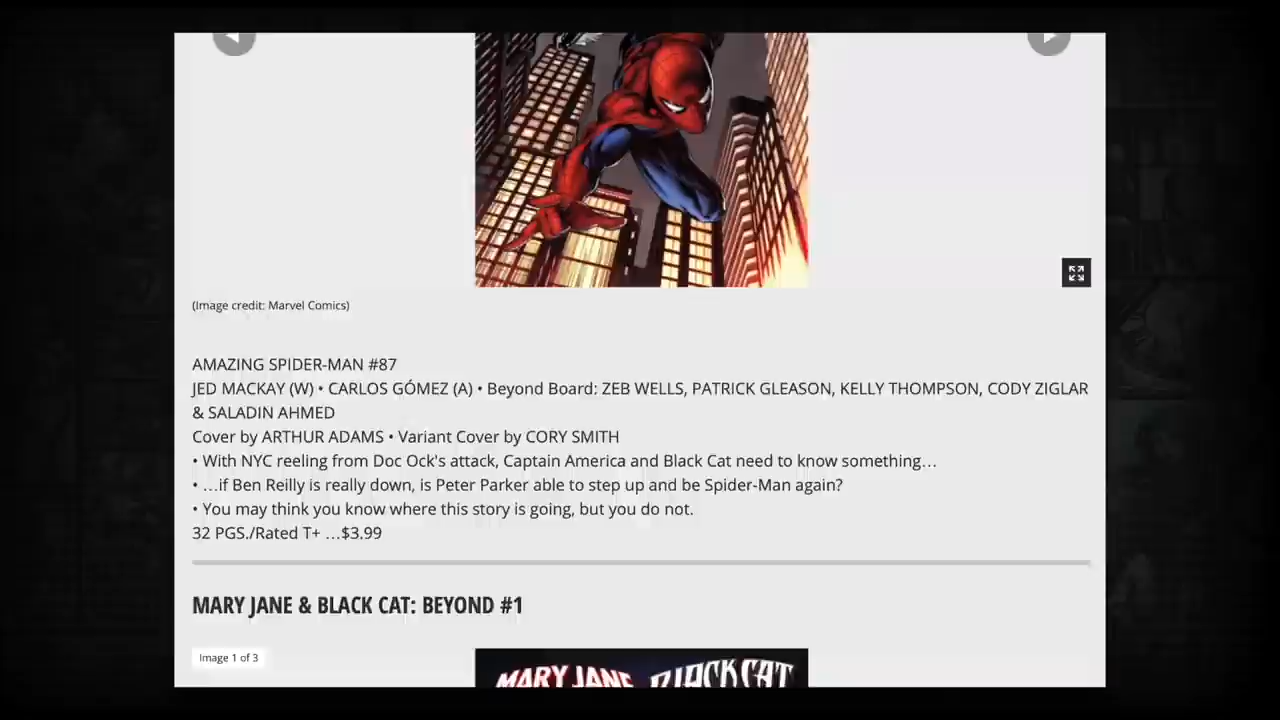 (Image credit: Marvel Comics)
AMAZING SPIDER-MAN #87
JED MACKAY (W) • CARLOS GÓMEZ (A) • Beyond Board: ZEB WELLS, PATRICK GLEASON, KELLY THOMPSON, CODY ZIGLAR
& SALADIN AHMED
Cover by ARTHUR ADAMS • Variant Cover by CORY SMITH
• With NYC reeling from Doc Ock's attack, Captain America and Black Cat need to know something…
• …if Ben Reilly is really down, is Peter Parker able to step up and be Spider-Man again?
• You may think you know where this story is going, but you do not.
32 PGS./Rated T+ …$3.99
MARY JANE & BLACK CAT: BEYOND #1
Image 1 of 3
MARY JANE BLACK CAT